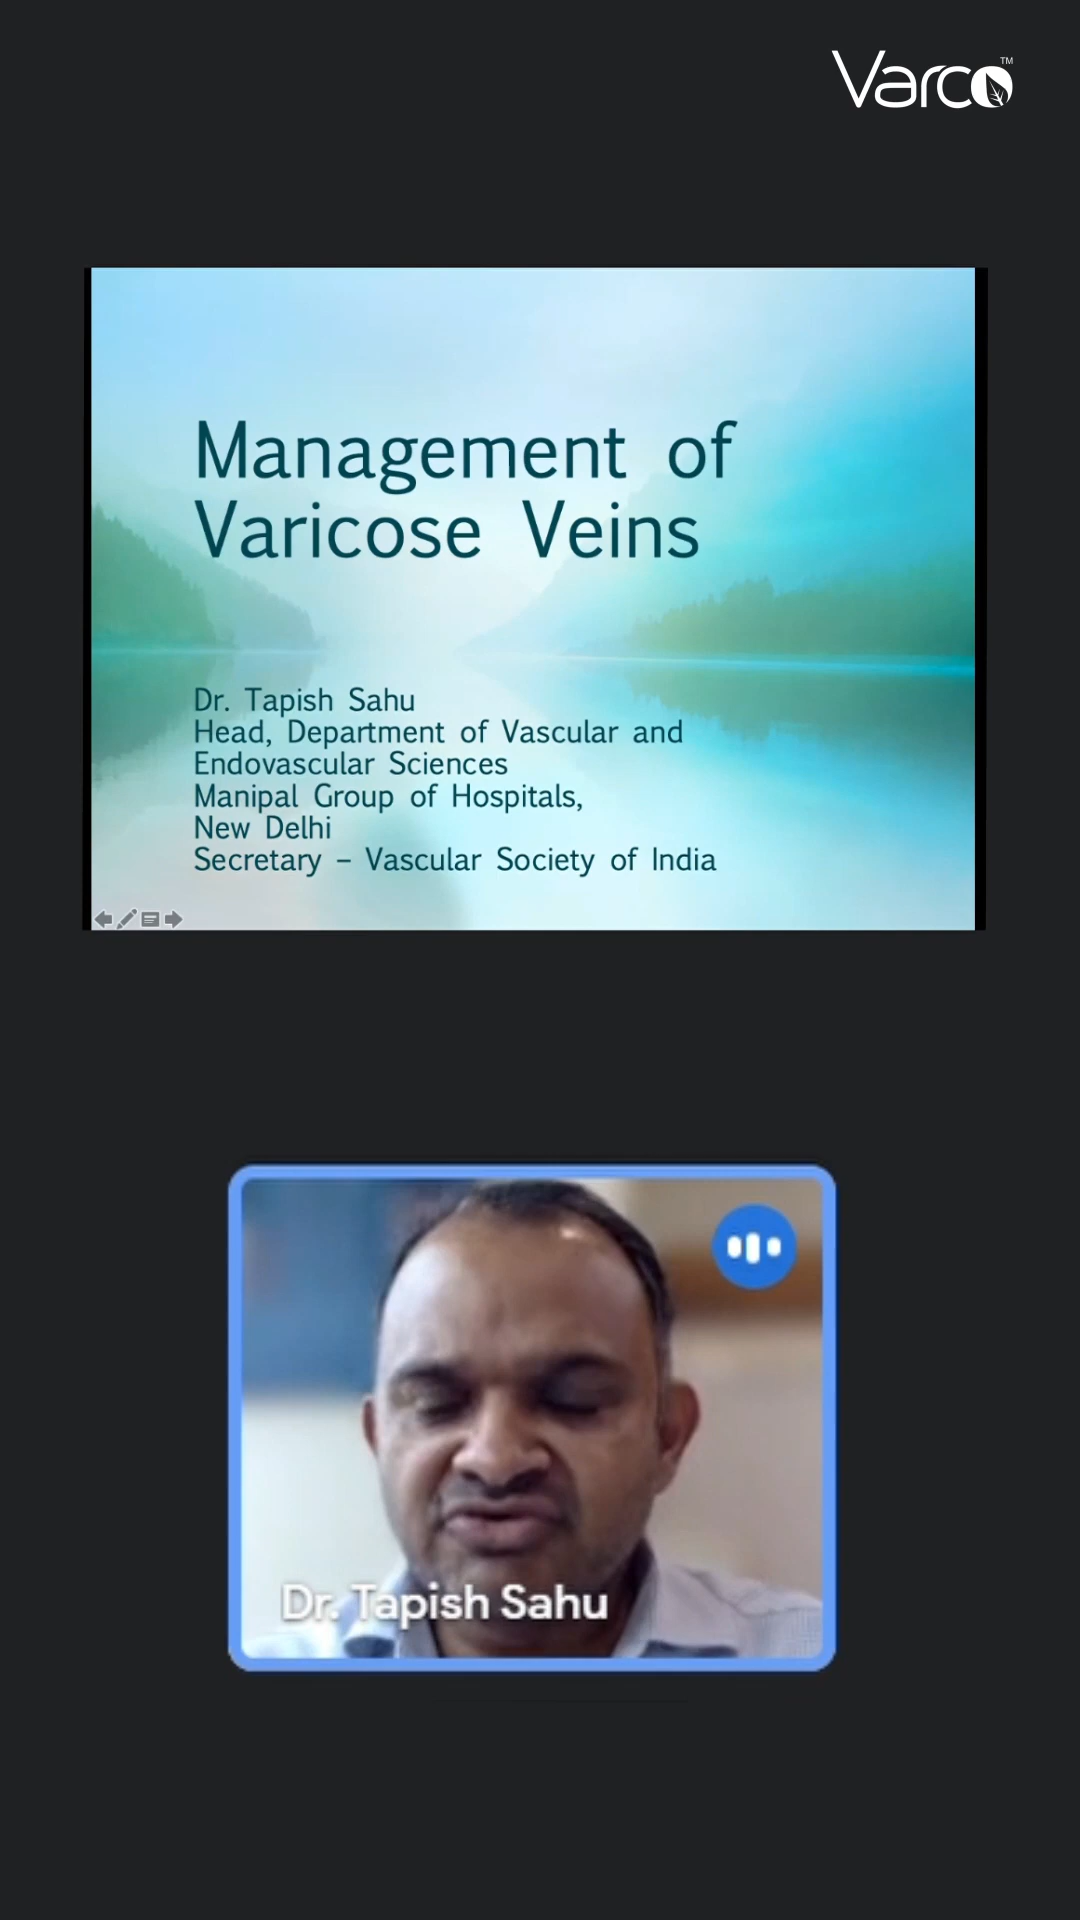 Varco™
Management of
Varicose Veins
Dr. Tapish Sahu
Head, Department of Vascular and
Endovascular Sciences
Manipal Group of Hospitals,
New Delhi
Secretary – Vascular Society of India
Dr. Tapish Sahu